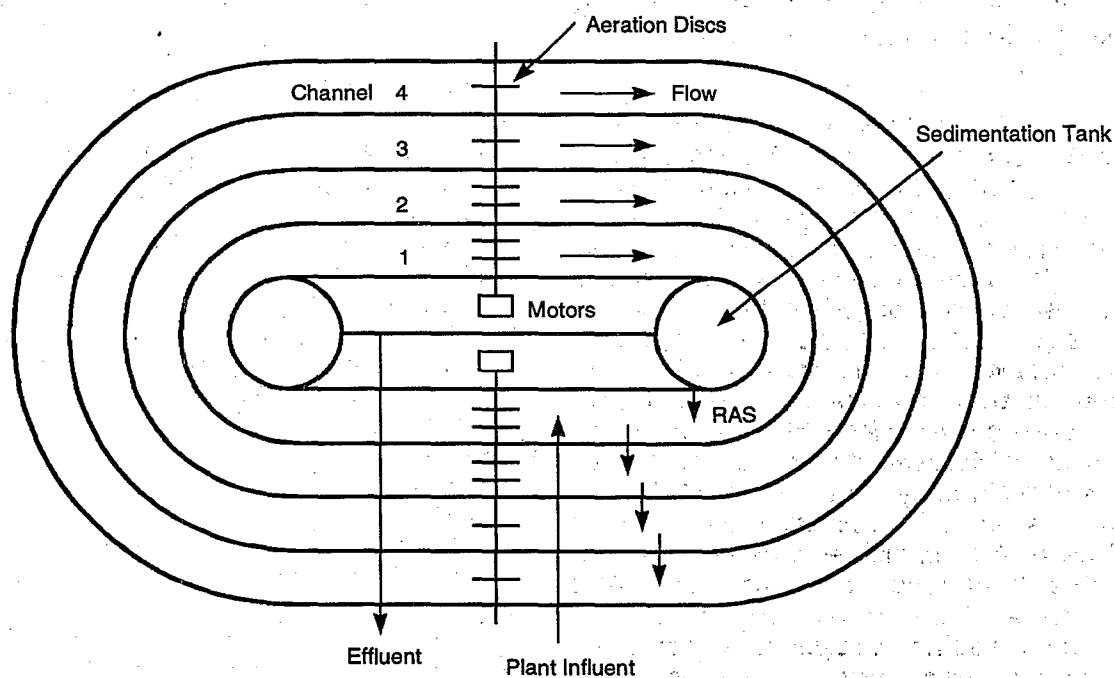 Aeration Discs
Channel 4
Flow
Sedimentation Tank
3
2
1
Motors
RAS
Effluent
Plant Influent